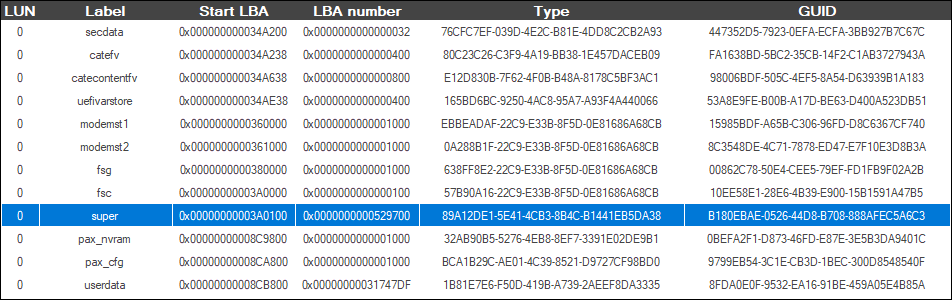 LUN Label Start LBA LBA number Type GUID
0 secdata 0x000000000034A200 0x0000000000000032 76CFC7EF-039D-4E2C-B81E-4DD8C2CB2A93 447352D5-7923-0EFA-ECFA-3BB927B7C67C
0 catefv 0x000000000034A238 0x0000000000000400 80C23C26-C3F9-4A19-BB38-1E457DACEB09 FA1638BD-5BC2-35CB-14F2-C1AB3727943A
0 catecontentfv 0x000000000034A638 0x0000000000000800 E12D830B-7F62-4F0B-B48A-8178C5BF3AC1 98006BDF-505C-4EF5-8A54-D63939B1A183
0 uefivarstore 0x000000000034AE38 0x0000000000000400 165BD6BC-9250-4AC8-95A7-A93F4A440066 53A8E9FE-B00B-A17D-BE63-D400A523DB51
0 modemst1 0x0000000000360000 0x0000000000001000 EBBEADAF-22C9-E33B-8F5D-0E81686A68CB 15985BDF-A65B-C306-96FD-D8C6367CF740
0 modemst2 0x0000000000361000 0x0000000000001000 0A288B1F-22C9-E33B-8F5D-0E81686A68CB 8C3548DE-4C71-7878-ED47-E7F10E3D8B3A
0 fsg 0x0000000000380000 0x0000000000001000 638FF8E2-22C9-E33B-8F5D-0E81686A68CB 00862C78-50E4-CEE5-79EF-FD1FB9F02A2B
0 fsc 0x00000000003A0000 0x0000000000000100 57B90A16-22C9-E33B-8F5D-0E81686A68CB 10EE58E1-28E6-4B39-E900-15B1591A47B5
0 super 0x00000000003A0100 0x0000000000529700 89A12DE1-5E41-4CB3-8B4C-B1441EB5DA38 B180EBAE-0526-44D8-B708-888AFEC5A6C3
0 pax_nvram 0x00000000008C9800 0x0000000000001000 32AB90B5-5276-4EB8-8EF7-3391E02DE9B1 0BEFA2F1-D873-46FD-E87E-3E5B3DA9401C
0 pax_cfg 0x00000000008CA800 0x0000000000001000 BCA1B29C-AE01-4C39-8521-D9727CF98BD0 9799EB54-3C1E-CB3D-1BEC-300D8548540F
0 userdata 0x00000000008CB800 0x00000000031747DF 1B81E7E6-F50D-419B-A739-2AEEF8DA3335 8FDA0E0F-9532-EA16-91BE-459A05E4B85A